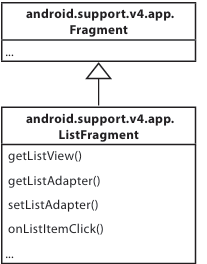 android.support.v4.app.
Fragment
...
android.support.v4.app.
ListFragment
getListView()
getListAdapter()
setListAdapter()
onListItemClick()
...